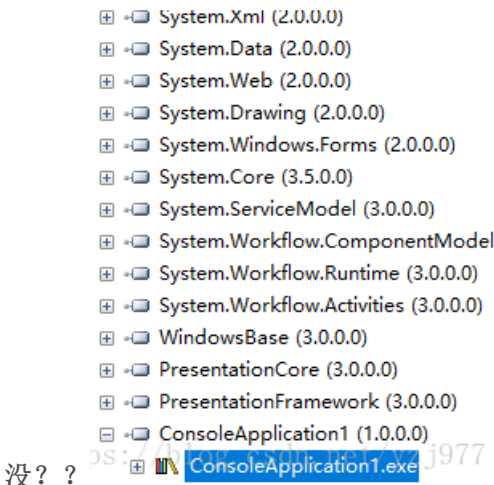 System.Xml (2.0.0.0)
System.Data (2.0.0.0)
System.Web (2.0.0.0)
System.Drawing (2.0.0.0)
System.Windows.Forms (2.0.0.0)
System.Core (3.5.0.0)
System.ServiceModel (3.0.0.0)
System.Workflow.ComponentModel
System.Workflow.Runtime (3.0.0.0)
System.Workflow.Activities (3.0.0.0)
WindowsBase (3.0.0.0)
PresentationCore (3.0.0.0)
PresentationFramework (3.0.0.0)
ConsoleApplication1 (1.0.0.0)
没？？ ConsoleApplication1.exe